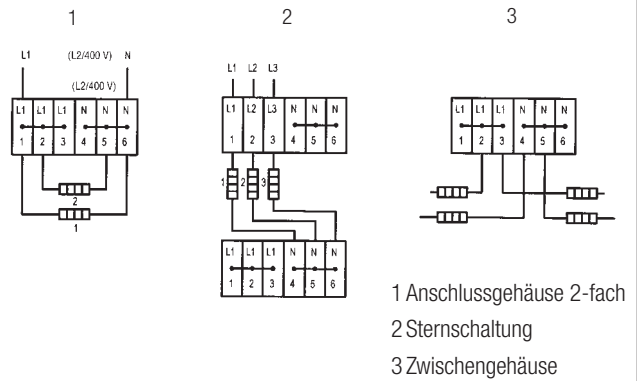 1 2 3
L1 (L2/400 V) N
(L2/400 V)
L1 L1 L1 N N N
1 2 3 4 5 6
2
1
L1 L2 L3
L1 L2 L3 N N N
1 2 3 4 5 6
1 2 3
L1 L1 L1 N N N
1 2 3 4 5 6
L1 L1 L1 N N N
1 2 3 4 5 6
1 Anschlussgehäuse 2-fach
2 Sternschaltung
3 Zwischengehäuse